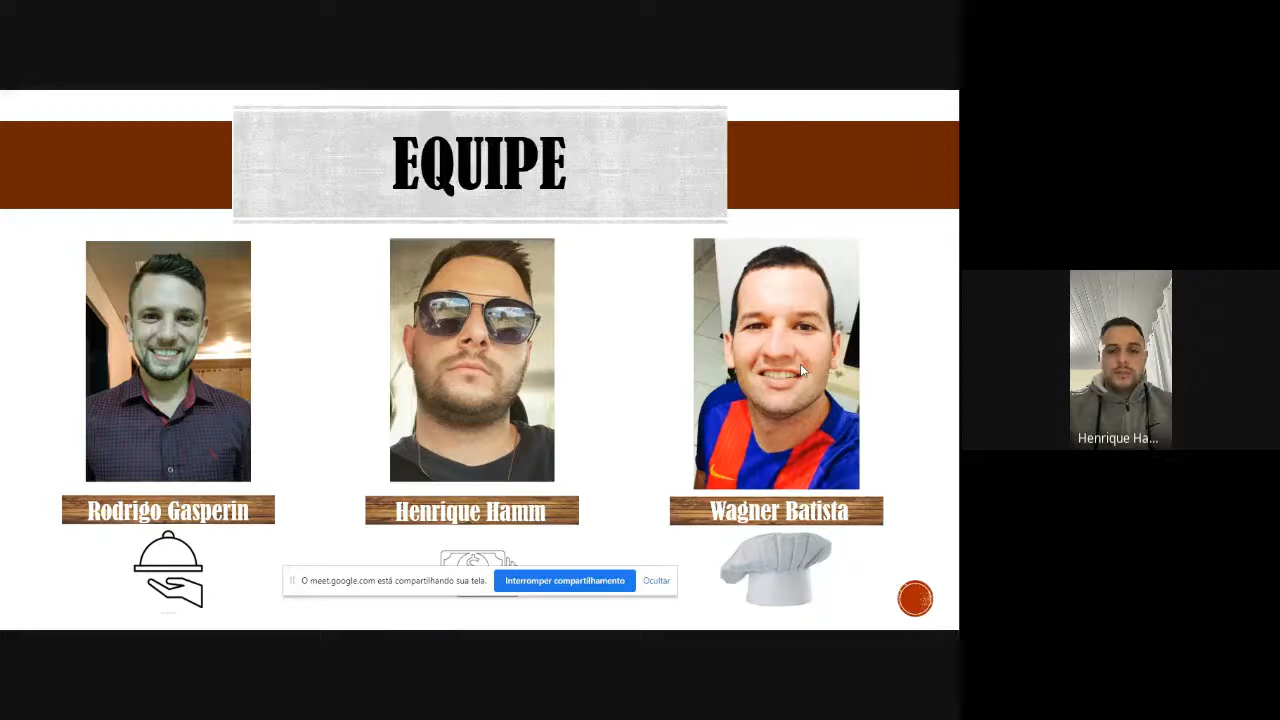 EQUIPE
Rodrigo Gasperin
Henrique Hamm
Wagner Batista
O meet.google.com está compartilhando sua tela.
Interromper compartilhamento
Ocultar
Henrique Ha...